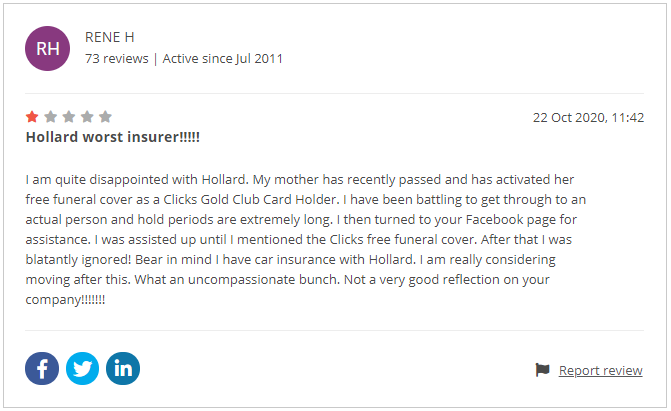 RH
RENE H
73 reviews | Active since Jul 2011
22 Oct 2020, 11:42
Hollard worst insurer!!!!!
I am quite disappointed with Hollard. My mother has recently passed and has activated her
free funeral cover as a Clicks Gold Club Card Holder. I have been battling to get through to an
actual person and hold periods are extremely long. I then turned to your Facebook page for
assistance. I was assisted up until I mentioned the Clicks free funeral cover. After that I was
blatantly ignored! Bear in mind I have car insurance with Hollard. I am really considering
moving after this. What an uncompassionate bunch. Not a very good reflection on your
company!!!!!!!
f
in
Report review